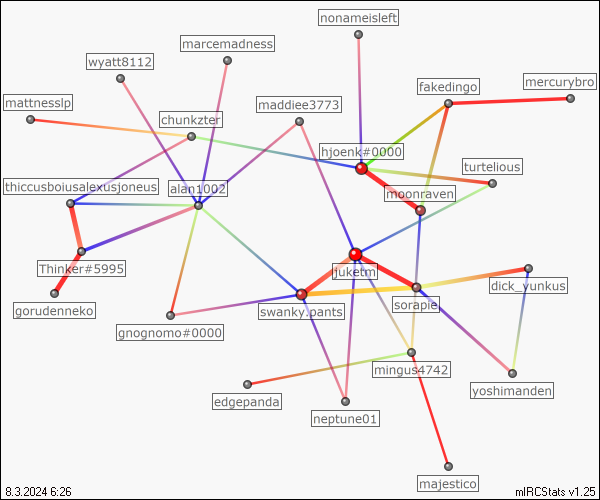 nonameisleft
marcemadness
wyatt8112
fakedingo
mercurybro
mattnesslp
maddiee3773
chunkzter
hjoenk#0000
turtelious
thiccusboiusalexusjoneus
alan1002
moonraven
Thinker#5995
juketm
dick_yunkus
gorudenneko
swanky.pants
sorapie
gnognomo#0000
mingus4742
yoshimanden
edgepanda
neptune01
majestico
8.3.2024 6:26
mIRCStats v1.25